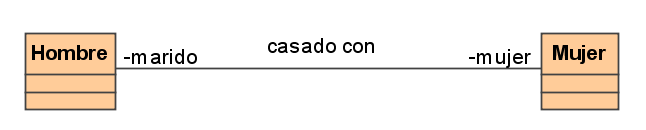 Hombre
-marido
casado con
-mujer
Mujer